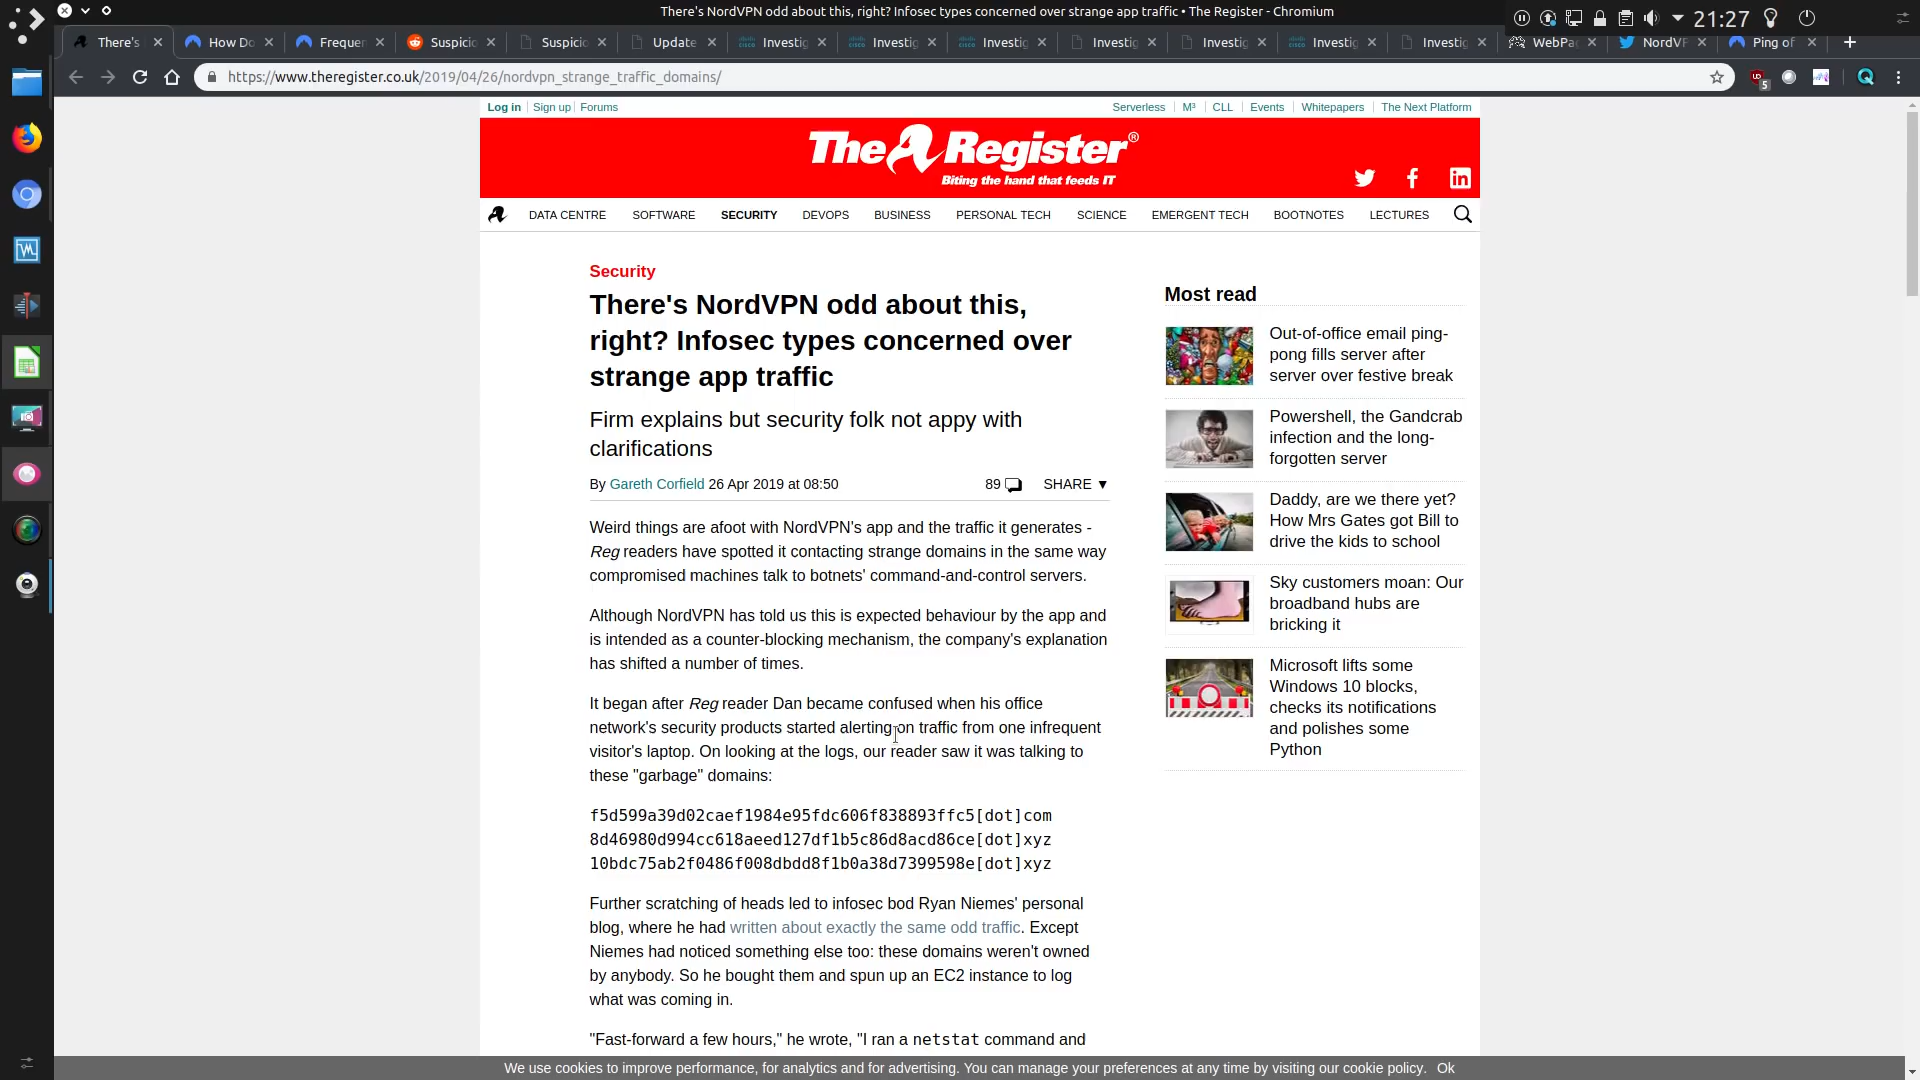 There's NordVPN odd about this, right? Infosec types concerned over strange app traffic • The Register - Chromium
21:27
There's
How Do
Frequen
Suspicio
Suspicio
Update
Investig
Investig
Investig
Investig
Investig
Investig
Investig
WebPa
NordVP
Ping of
https://www.theregister.co.uk/2019/04/26/nordvpn_strange_traffic_domains/
5
Log in Sign up Forums
Serverless M³ CLL Events Whitepapers The Next Platform
The Register®
Biting the hand that feeds IT
DATA CENTRE SOFTWARE SECURITY DEVOPS BUSINESS PERSONAL TECH SCIENCE EMERGENT TECH BOOTNOTES LECTURES
Security
There's NordVPN odd about this,
right? Infosec types concerned over
strange app traffic
Firm explains but security folk not appy with
clarifications
By Gareth Corfield 26 Apr 2019 at 08:50
89
SHARE ▼
Weird things are afoot with NordVPN's app and the traffic it generates -
Reg readers have spotted it contacting strange domains in the same way
compromised machines talk to botnets' command-and-control servers.
Although NordVPN has told us this is expected behaviour by the app and
is intended as a counter-blocking mechanism, the company's explanation
has shifted a number of times.
It began after Reg reader Dan became confused when his office
network's security products started alerting on traffic from one infrequent
visitor's laptop. On looking at the logs, our reader saw it was talking to
these "garbage" domains:
f5d599a39d02caef1984e95fdc606f838893ffc5[dot]com
8d46980d994cc618aeed127df1b5c86d8acd86ce[dot]xyz
10bdc75ab2f0486f008dbdd8f1b0a38d7399598e[dot]xyz
Further scratching of heads led to infosec bod Ryan Niemes' personal
blog, where he had written about exactly the same odd traffic. Except
Niemes had noticed something else too: these domains weren't owned
by anybody. So he bought them and spun up an EC2 instance to log
what was coming in.
"Fast-forward a few hours," he wrote, "I ran a netstat command and
Most read
Out-of-office email ping-
pong fills server after
server over festive break
Powershell, the Gandcrab
infection and the long-
forgotten server
Daddy, are we there yet?
How Mrs Gates got Bill to
drive the kids to school
Sky customers moan: Our
broadband hubs are
bricking it
Microsoft lifts some
Windows 10 blocks,
checks its notifications
and polishes some
Python
We use cookies to improve performance, for analytics and for advertising. You can manage your preferences at any time by visiting our cookie policy. Ok